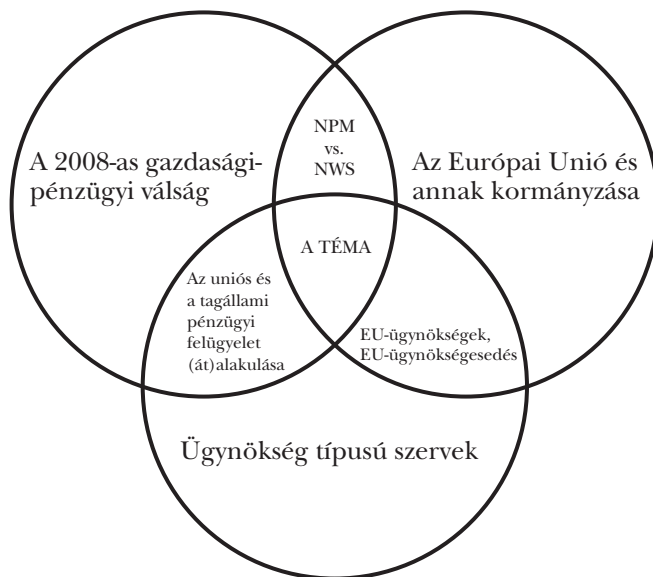 NPM
vs.
NWS
A 2008-as gazdasági-
pénzügyi válság
Az Európai Unió és
annak kormányzása
A TÉMA
Az uniós és
a tagállami
pénzügyi
felügyelet
(át)alakulása
EU-ügynökségek,
EU-ügynökségesedés
Ügynökség típusú szervek